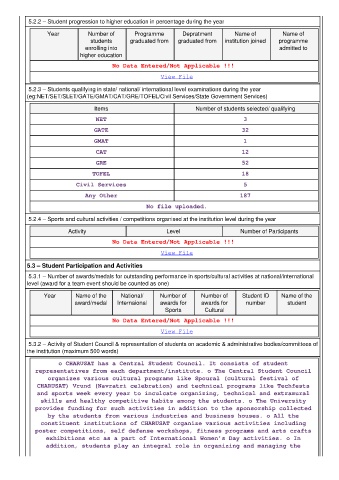 5.2.2 – Student progression to higher education in percentage during the year
Year
Number of students enrolling into higher education
Programme graduated from
Depratment graduated from
Name of institution joined
Name of programme admitted to
No Data Entered/Not Applicable !!!
View File
5.2.3 – Students qualifying in state/ national/ international level examinations during the year
(eg:NET/SET/SLET/GATE/GMAT/CAT/GRE/TOFEL/Civil Services/State Government Services)
Items Number of students selected/ qualifying
NET 3
GATE 32
GMAT 1
CAT 12
GRE 52
TOFEL 18
Civil Services 5
Any Other 187
No file uploaded.
5.2.4 – Sports and cultural activities / competitions organised at the institution level during the year
Activity Level Number of Participants
No Data Entered/Not Applicable !!!
View File
5.3 – Student Participation and Activities
5.3.1 – Number of awards/medals for outstanding performance in sports/cultural activities at national/international
level (award for a team event should be counted as one)
Year
Name of the award/medal
National/ Internaional
Number of awards for Sports
Number of awards for Cultural
Student ID number
Name of the student
No Data Entered/Not Applicable !!!
View File
5.3.2 – Activity of Student Council & representation of students on academic & administrative bodies/committees of
the institution (maximum 500 words)
o CHARUSAT has a Central Student Council. It consists of student
representatives from each department/institute. o The Central Student Council
organizes various cultural programs like Spoural (cultural festival of
CHARUSAT) Vrund (Navratri celebration) and technical programs like Techfests
and sports week every year to inculcate organizing, technical and extramural
skills and healthy competitive habits among the students. o The University
provides funding for such activities in addition to the sponsorship collected
by the students from various industries and business houses. o All the
constituent institutions of CHARUSAT organise various activities including
poster competitions, self defense workshops, fitness programs and arts crafts
exhibitions etc as a part of International Women's Day activities. o In
addition, students play an integral role in organizing and managing the